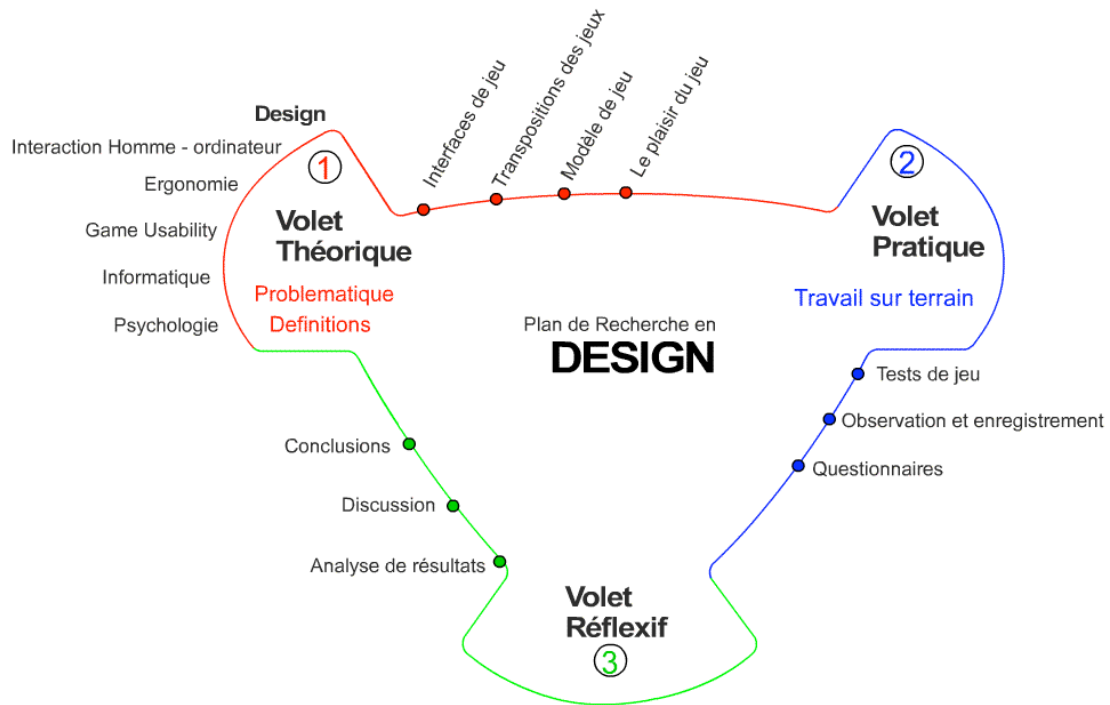 Design
Interaction Homme - ordinateur
Ergonomie
Game Usability
Informatique
Psychologie
1
Volet
Théorique
Problematique
Definitions
Interfaces de jeu
Transpositions des jeux
Modèle de jeu
Le plaisir du jeu
2
Volet
Pratique
Travail sur terrain
Plan de Recherche en
DESIGN
Tests de jeu
Observation et enregistrement
Questionnaires
Conclusions
Discussion
Analyse de résultats
Volet
Réflexif
3